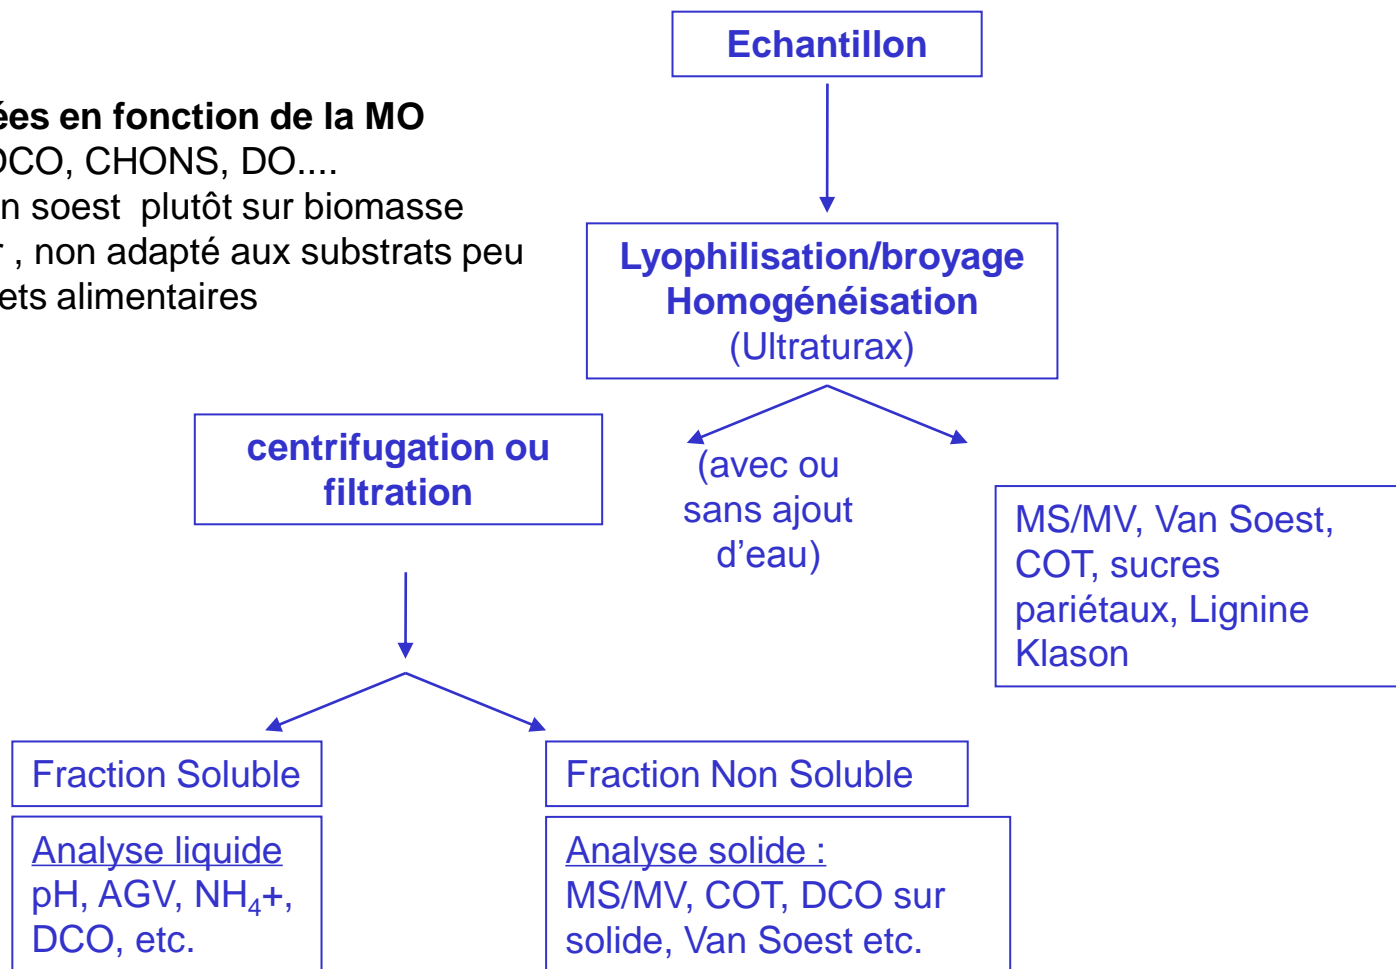 Echantillon
ées en fonction de la MO
DCO, CHONS, DO....
n soest plutôt sur biomasse
, non adapté aux substrats peu
ets alimentaires
Lyophilisation/broyage
Homogénéisation
(Ultraturax)
centrifugation ou
filtration
(avec ou
sans ajout
d’eau)
MS/MV, Van Soest,
COT, sucres
pariétaux, Lignine
Klason
Fraction Soluble
Analyse liquide
pH, AGV, NH₄+,
DCO, etc.
Fraction Non Soluble
Analyse solide :
MS/MV, COT, DCO sur
solide, Van Soest etc.